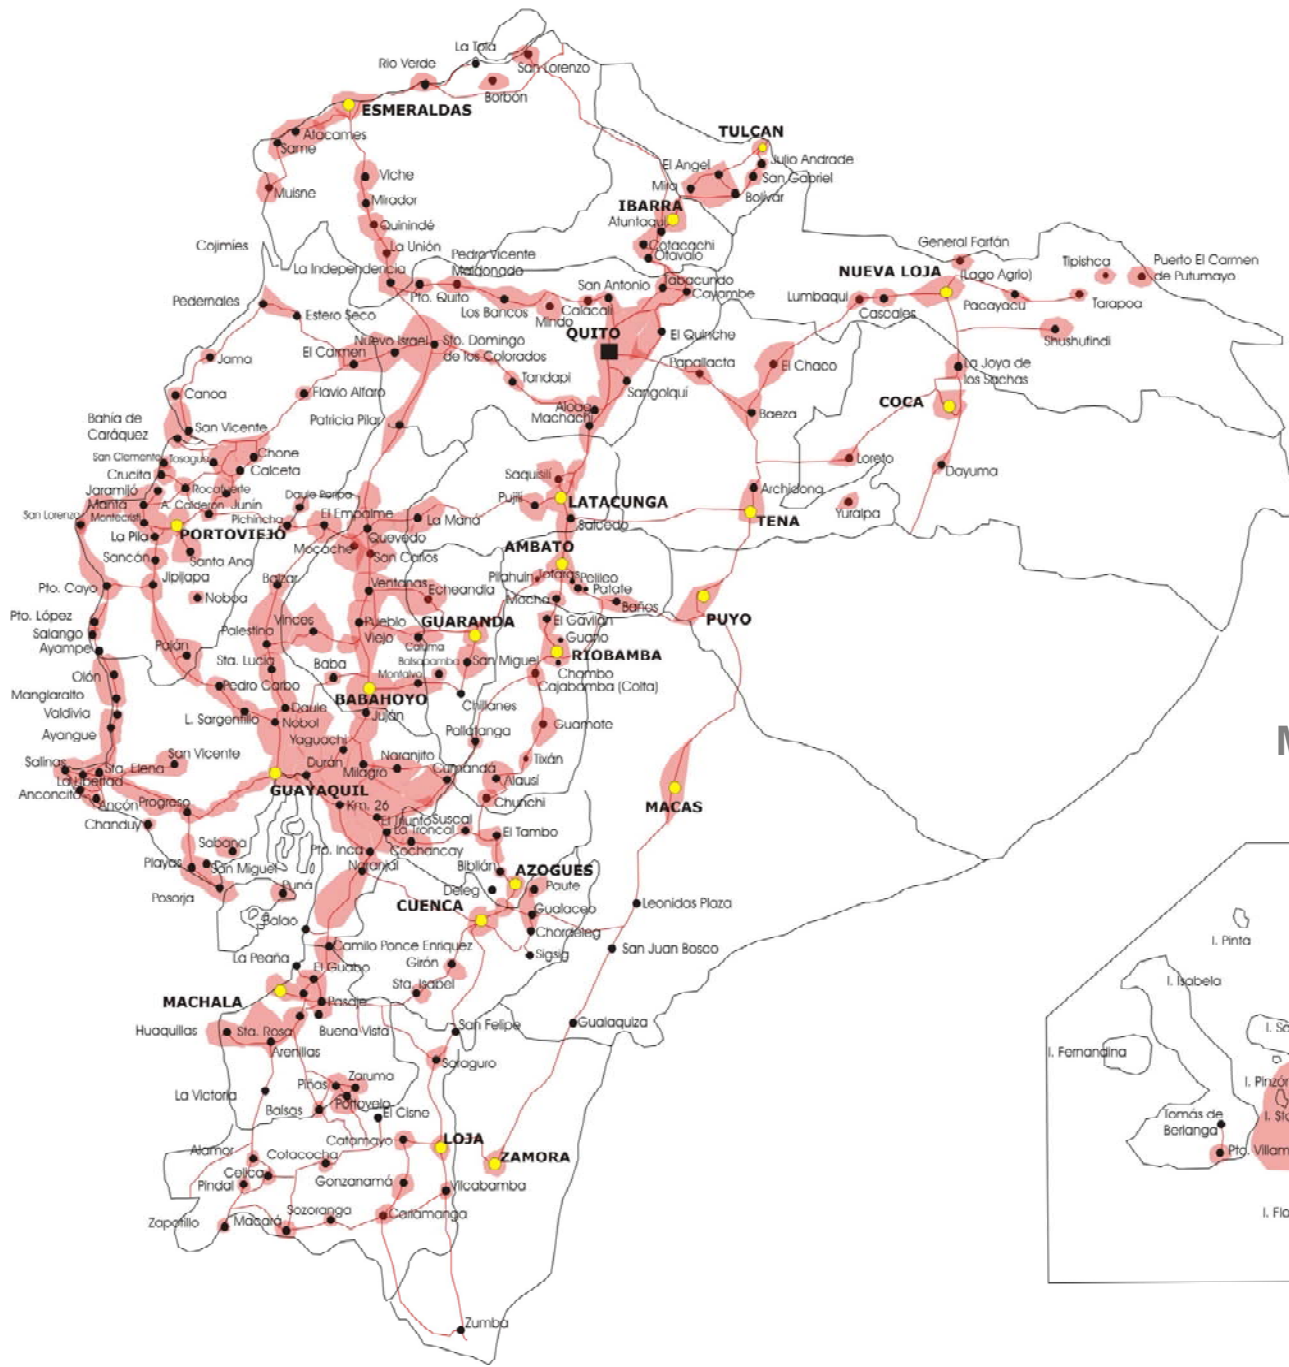 La Tola
San Lorenzo
Rio Verde
Borbón
ESMERALDAS
Atacames
Same
TULCAN
Julio Andrade
El Angel
San Gabriel
Mira
Bolívar
Viche
Muisne
Mirador
IBARRA
Atuntaqui
Quinindé
Cotacachi
Otavalo
Cojimíes
La Unión
General Farfán
Pedro Vicente
Maldonado
La Independencia
NUEVA LOJA
(Lago Agrio)
Tipishca
Puerto El Carmen
de Putumayo
Tabacundo
San Antonio
Cayambe
Pto. Quito
Lumbaqui
Cascales
Pacayacu
Tarapoa
Pedernales
Los Bancos
Mindo
Calacalí
Estero Seco
QUITO
El Quinche
Shushufindi
Nuevo Israel
Sto. Domingo
de los Colorados
El Carmen
Jama
Papallacta
El Chaco
La Joya de
los Sachas
Tandapi
Sangolquí
Canoa
Flavio Alfaro
COCA
Aloag
Machachi
Baeza
Bahía de
Caráquez
San Vicente
Patricia Pilar
San Clemente
Tosagua
Chone
Calceta
Crucita
Loreto
Dayuma
Saquisilí
Jaramijó
Rocafuerte
Manta
A. Calderon
Junín
Daule Peripa
Pujilí
LATACUNGA
Archidona
Yuralpa
San Lorenzo
Montecristi
Pichincha
El Empalme
La Maná
Salcedo
TENA
La Pila
PORTOVIEJO
Quevedo
Mocache
San Carlos
AMBATO
Sancán
Santa Ana
Pto. Cayo
Jipijapa
Balzar
Ventanas
Echeandia
Pilahuin
Totoras
Pelileo
Patate
Noboa
Mocha
Baños
Pto. López
Vinces
Pueblo
Viejo
GUARANDA
El Gavilán
PUYO
Salango
Palestina
Caluma
Guano
Ayampe
Paján
Sta. Lucía
Baba
Balsapamba
San Miguel
RIOBAMBA
Montalvo
Chambo
Olón
Pedro Carbo
BABAHOYO
Cajabamba (Colta)
Manglaralto
Chillanes
Valdivia
L. Sargentillo
Daule
Juján
Guamote
Nobol
Ayangue
Pallatanga
Yaguachi
San Vicente
Naranjito
Tixán
Salinas
Sta. Elena
Durán
Milagro
Cumandá
Alausí
La Libertad
GUAYAQUIL
Anconcito
Ancón
Progreso
Km. 26
Chunchi
MACAS
Chanduy
El Triunfo
Suscal
La Troncal
El Tambo
Sabana
Pto. Inca
Cochancay
Playas
San Miguel
Naranjal
Biblián
AZOGUES
Posorja
Puná
Deleg
Paute
CUENCA
Gualaceo
Leonidas Plaza
Balao
Chordeleg
Camilo Ponce Enriquez
Sigsig
San Juan Bosco
La Peaña
Girón
El Guabo
Sta. Isabel
MACHALA
Pasaje
Huaquillas
Sta. Rosa
Buena Vista
San Felipe
Gualaquiza
Arenillas
Saraguro
La Victoria
Piñas
Zaruma
Balsas
Portovelo
El Cisne
Catamayo
LOJA
Alamor
Catacocha
ZAMORA
Celica
Pindal
Gonzanamá
Vilcabamba
Zapotillo
Macará
Sozoranga
Cariamanga
Zumba
M
I. Pinta
I. Isabela
I. Fernandina
I. Pinzón
Tomás de
Berlanga